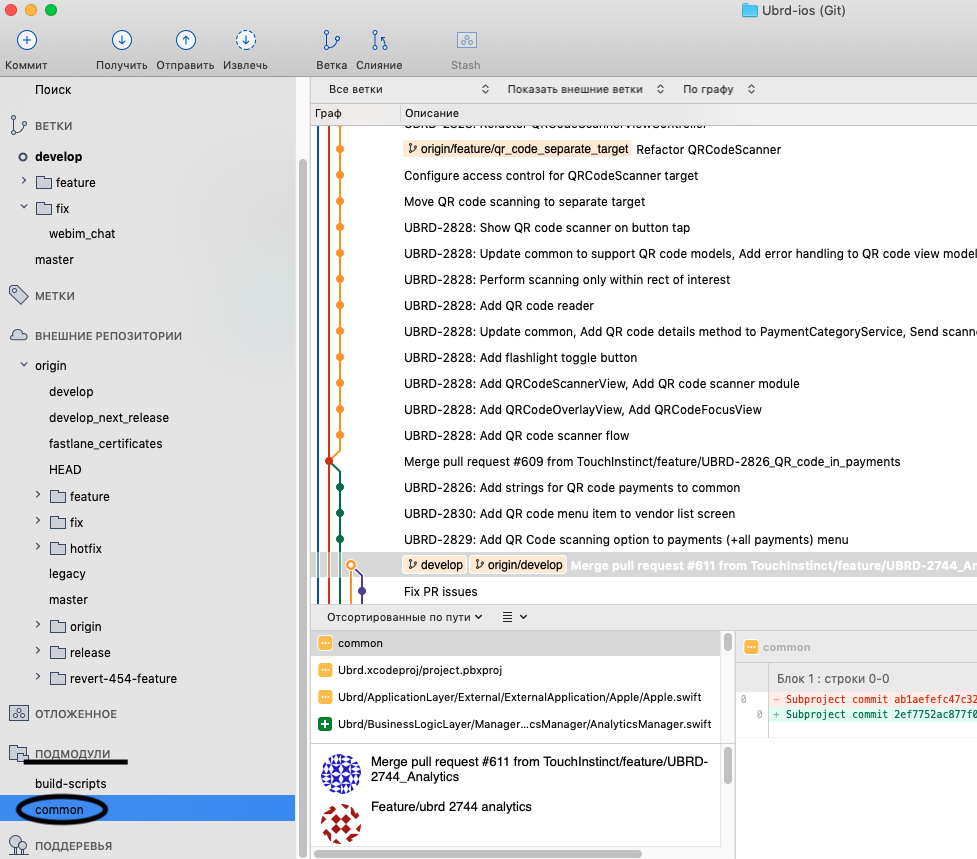 Ubrd-ios (Git)
Коммит
Получить
Отправить
Извлечь
Ветка
Слияние
Stash
Поиск
ВЕТКИ
develop
feature
fix
webim_chat
master
МЕТКИ
ВНЕШНИЕ РЕПОЗИТОРИИ
origin
develop
develop_next_release
fastlane_certificates
HEAD
feature
fix
hotfix
legacy
master
origin
release
revert-454-feature
ОТЛОЖЕННОЕ
ПОДМОДУЛИ
build-scripts
common
ПОДДЕРЕВЬЯ
Все ветки
Показать внешние ветки
По графу
Граф
Описание
UBRD-2828: Refactor QRCodeScannerViewController
origin/feature/qr_code_separate_target Refactor QRCodeScanner
Configure access control for QRCodeScanner target
Move QR code scanning to separate target
UBRD-2828: Show QR code scanner on button tap
UBRD-2828: Update common to support QR code models, Add error handling to QR code view model
UBRD-2828: Perform scanning only within rect of interest
UBRD-2828: Add QR code reader
UBRD-2828: Update common, Add QR code details method to PaymentCategoryService, Send scann
UBRD-2828: Add flashlight toggle button
UBRD-2828: Add QRCodeScannerView, Add QR code scanner module
UBRD-2828: Add QRCodeOverlayView, Add QRCodeFocusView
UBRD-2828: Add QR code scanner flow
Merge pull request #609 from TouchInstinct/feature/UBRD-2826_QR_code_in_payments
UBRD-2826: Add strings for QR code payments to common
UBRD-2830: Add QR code menu item to vendor list screen
UBRD-2829: Add QR Code scanning option to payments (+all payments) menu
develop origin/develop Merge pull request #611 from TouchInstinct/feature/UBRD-2744_An
Fix PR issues
Отсортированные по пути
common
Ubrd.xcodeproj/project.pbxproj
Ubrd/ApplicationLayer/External/ExternalApplication/Apple/Apple.swift
Ubrd/BusinessLogicLayer/Manager...csManager/AnalyticsManager.swift
Merge pull request #611 from TouchInstinct/feature/UBRD-
2744_Analytics
Feature/ubrd 2744 analytics
common
Блок 1 : строки 0-0
0 - Subproject commit ab1aefefc47c32
0 + Subproject commit 2ef7752ac877f0